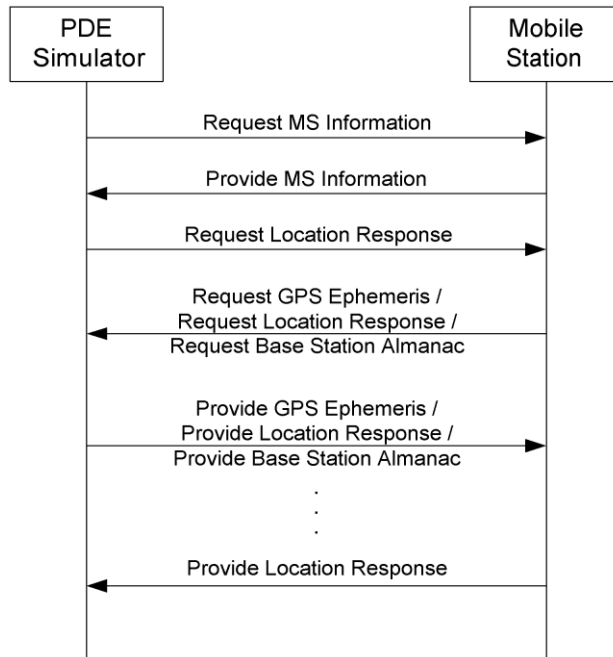 PDE
Simulator
Mobile
Station
Request MS Information
Provide MS Information
Request Location Response
Request GPS Ephemeris /
Request Location Response /
Request Base Station Almanac
Provide GPS Ephemeris /
Provide Location Response /
Provide Base Station Almanac
.
.
.
Provide Location Response